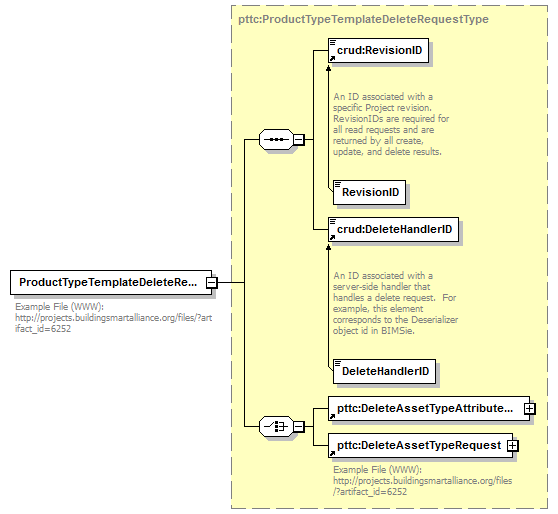 pttc:ProductTypeTemplateDeleteRequestType
crud:RevisionID
An ID associated with a
specific Project revision.
RevisionIDs are required for
all read requests and are
returned by all create,
update, and delete results.
RevisionID
crud:DeleteHandlerID
An ID associated with a
server-side handler that
handles a delete request.  For
example, this element
corresponds to the Deserializer
object id in BIMSie.
DeleteHandlerID
ProductTypeTemplateDeleteRe...
Example File (WWW):
http://projects.buildingsmartalliance.org/files/?art
ifact_id=6252
pttc:DeleteAssetTypeAttribute...
pttc:DeleteAssetTypeRequest
Example File (WWW):
http://projects.buildingsmartalliance.org/files
/?artifact_id=6252